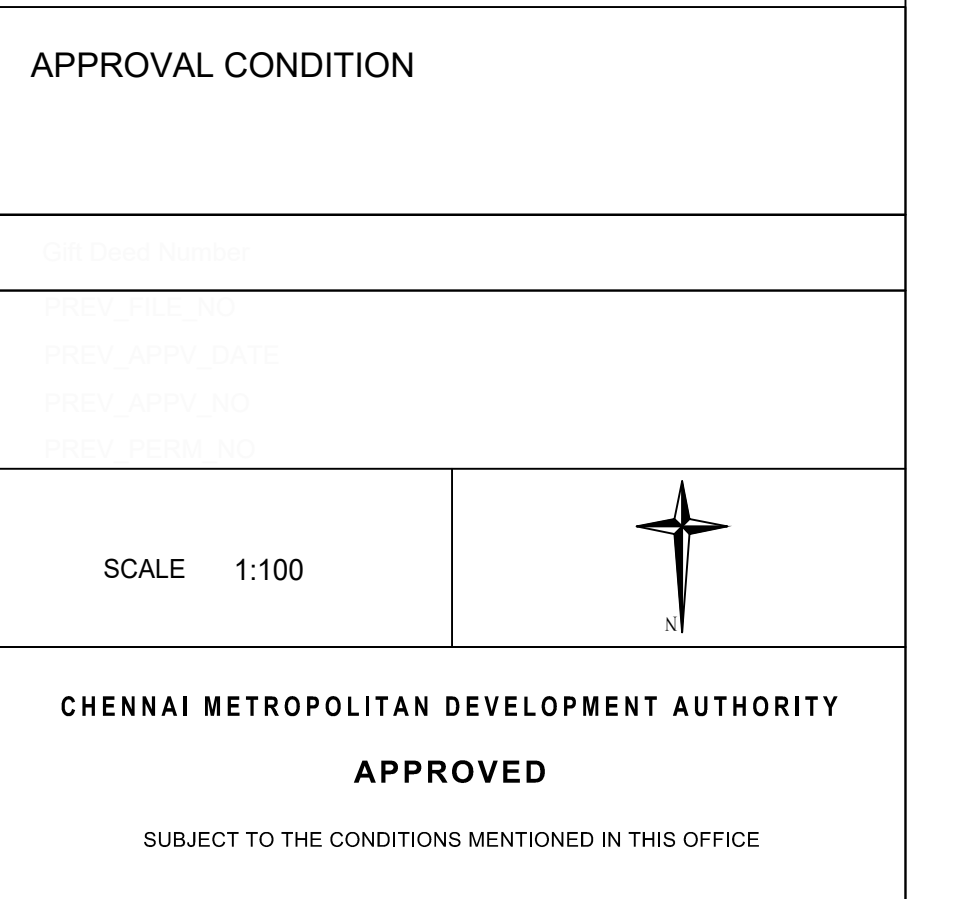 APPROVAL CONDITION
Gift Deed Number
PREV_FILE_NO
PREV_APPV_DATE
PREV_APPV_NO
PREV_PERM_NO
SCALE 1:100
N
CHENNAI METROPOLITAN DEVELOPMENT AUTHORITY
APPROVED
SUBJECT TO THE CONDITIONS MENTIONED IN THIS OFFICE